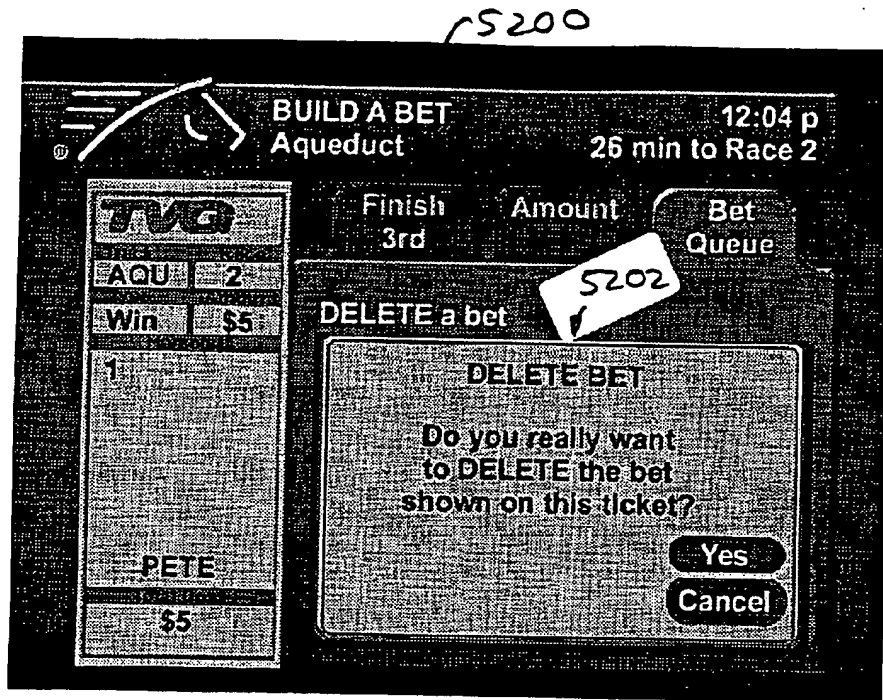 5200
BUILD A BET
Aqueduct
12:04 p
26 min to Race 2
TVG
AQU 2
Win $5
1
PETE
$5
Finish
3rd
Amount
Bet
Queue
5202
DELETE a bet
DELETE BET
Do you really want
to DELETE the bet
shown on this ticket?
Yes
Cancel